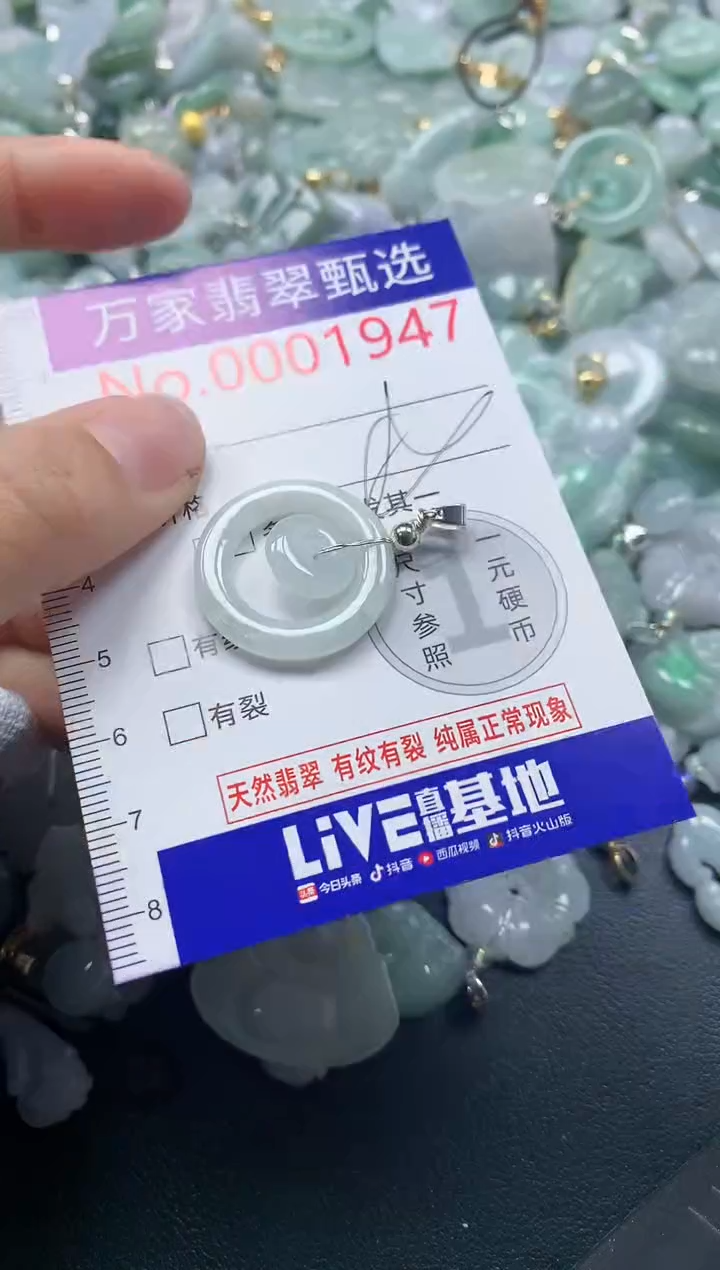 万家翡翠甄选
No.0001947
一元硬币
尺寸参照
4
5
有
6
有裂
7
8
天然翡翠 有纹有裂 纯属正常现象
LiVE直播基地
头条 今日头条 抖音 西瓜视频 抖音火山版